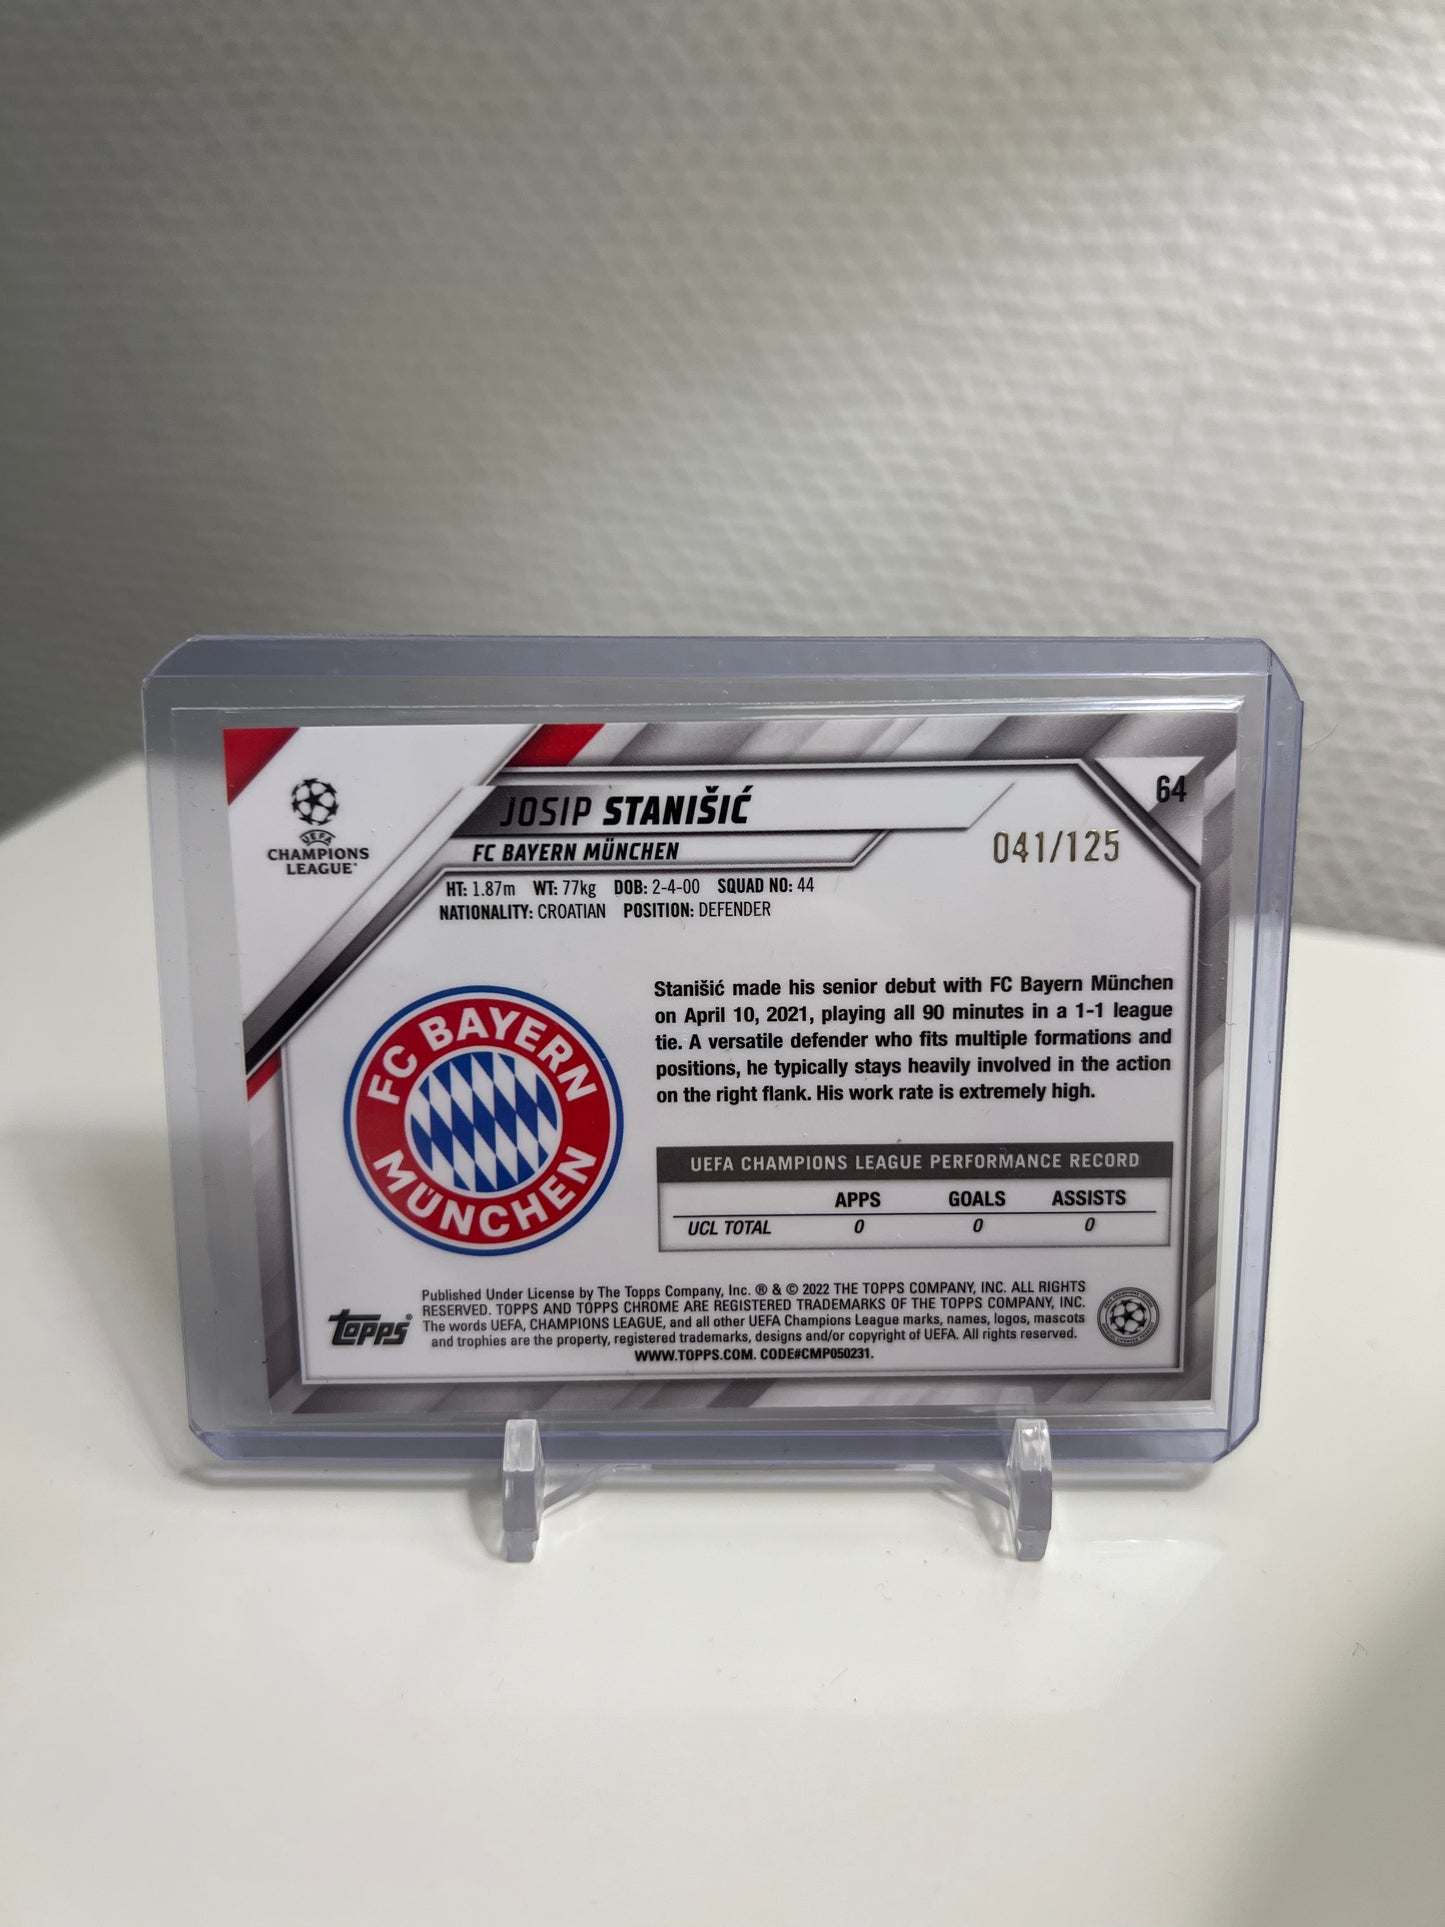 UEFA
CHAMPIONS
LEAGUE®
JOSIP STANIŠIĆ
64
FC BAYERN MÜNCHEN
041/125
HT: 1.87m WT: 77kg DOB: 2-4-00 SQUAD NO: 44
NATIONALITY: CROATIAN POSITION: DEFENDER
Stanišić made his senior debut with FC Bayern München
on April 10, 2021, playing all 90 minutes in a 1-1 league
tie. A versatile defender who fits multiple formations and
positions, he typically stays heavily involved in the action
on the right flank. His work rate is extremely high.
FC BAYERN
MÜNCHEN
UEFA CHAMPIONS LEAGUE PERFORMANCE RECORD
APPS GOALS ASSISTS
UCL TOTAL 0 0 0
Topps®
Published Under License by The Topps Company, Inc. ® & © 2022 THE TOPPS COMPANY, INC. ALL RIGHTS
RESERVED. TOPPS AND TOPPS CHROME ARE REGISTERED TRADEMARKS OF THE TOPPS COMPANY, INC.
The words UEFA, CHAMPIONS LEAGUE, and all other UEFA Champions League marks, names, logos, mascots
and trophies are the property, registered trademarks, designs and/or copyright of UEFA. All rights reserved.
WWW.TOPPS.COM. CODE#CMP050231.